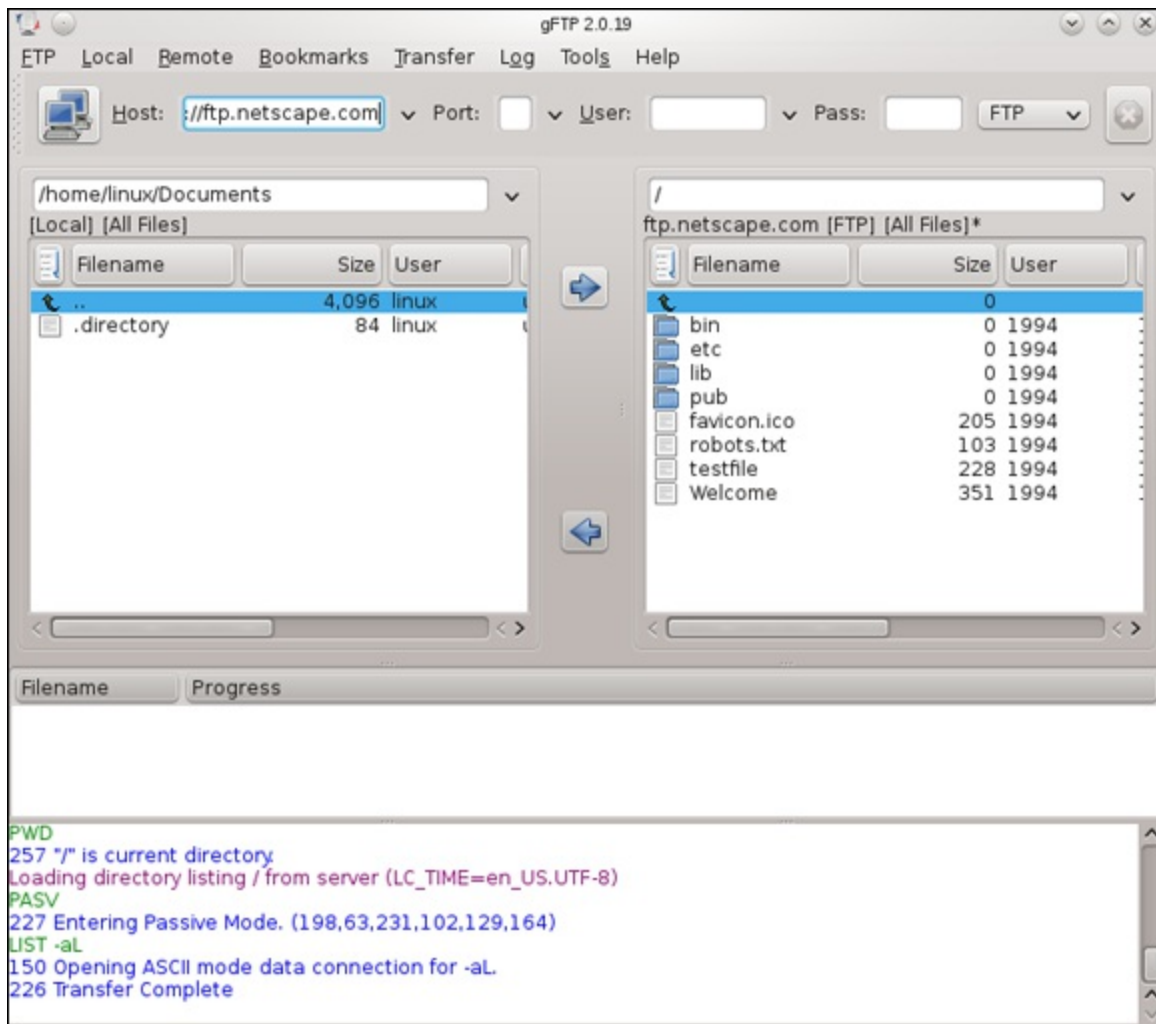 gFTP 2.0.19
FTP Local Remote Bookmarks Transfer Log Tools Help
Host: ://ftp.netscape.com Port: User: Pass: FTP
/home/linux/Documents
[Local] [All Files]
Filename Size User
.. 4,096 linux
.directory 84 linux
/
ftp.netscape.com [FTP] [All Files]*
Filename Size User
0
bin 0 1994
etc 0 1994
lib 0 1994
pub 0 1994
favicon.ico 205 1994
robots.txt 103 1994
testfile 228 1994
Welcome 351 1994
Filename Progress
PWD
257 "/" is current directory.
Loading directory listing / from server (LC_TIME=en_US.UTF-8)
PASV
227 Entering Passive Mode. (198,63,231,102,129,164)
LIST -aL
150 Opening ASCII mode data connection for -aL.
226 Transfer Complete